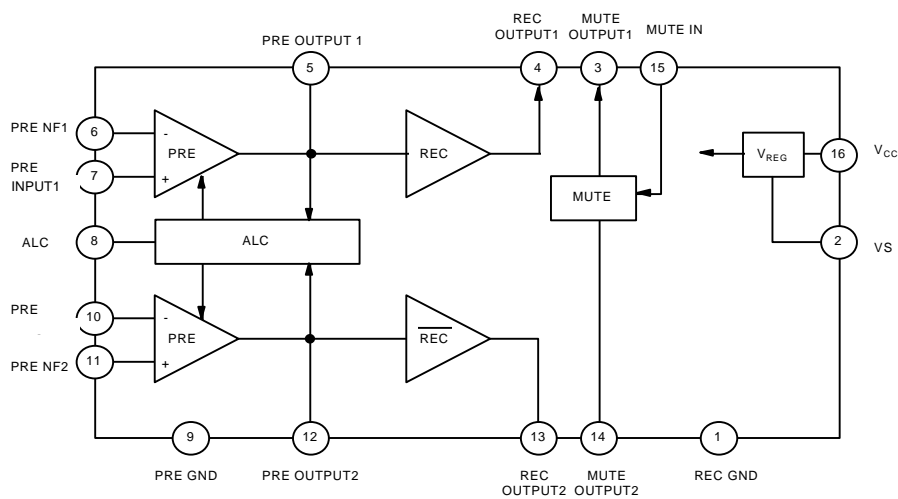 PRE OUTPUT 1
REC
OUTPUT1
MUTE
OUTPUT1
MUTE IN
5
4
3
15
PRE NF1
6
-
PRE
+
REC
PRE
INPUT1
7
V_REG
16
V_CC
MUTE
ALC
8
ALC
2
VS
PRE
10
-
PRE
+
REC
PRE NF2
11
9
12
13
14
1
PRE GND
PRE OUTPUT2
REC
OUTPUT2
MUTE
OUTPUT2
REC GND